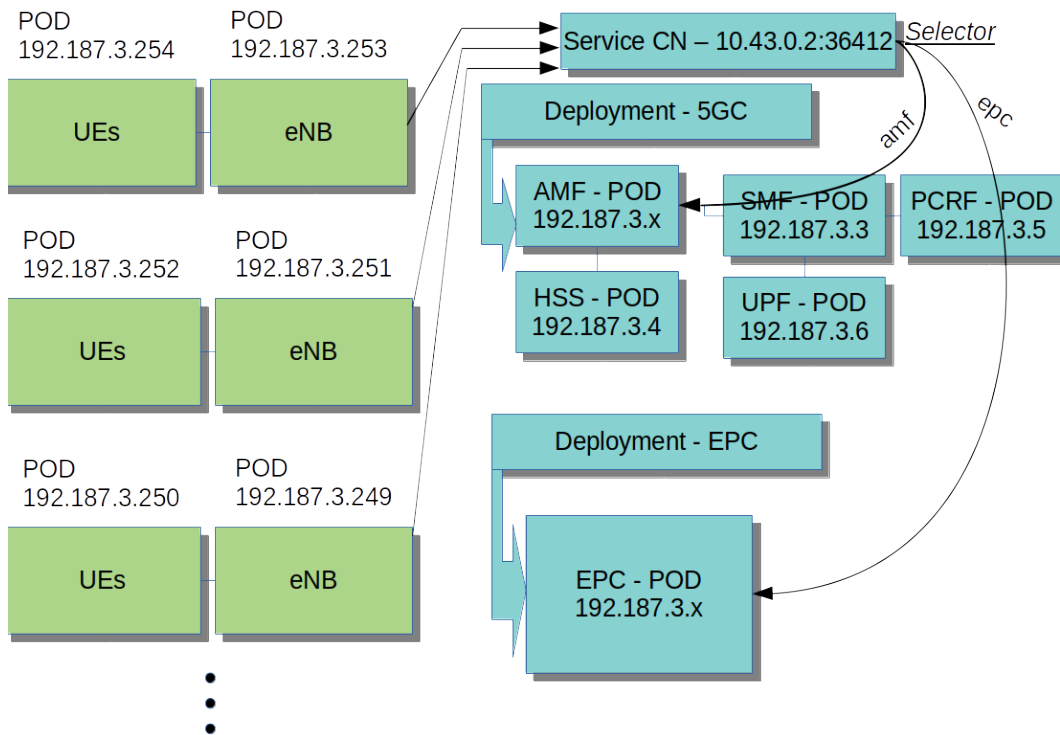 POD
192.187.3.254
POD
192.187.3.253
UEs
eNB
POD
192.187.3.252
POD
192.187.3.251
UEs
eNB
POD
192.187.3.250
POD
192.187.3.249
UEs
eNB
Service CN – 10.43.0.2:36412
Selector
amf
epc
Deployment - 5GC
AMF - POD
192.187.3.x
SMF - POD
192.187.3.3
PCRF - POD
192.187.3.5
HSS - POD
192.187.3.4
UPF - POD
192.187.3.6
Deployment - EPC
EPC - POD
192.187.3.x